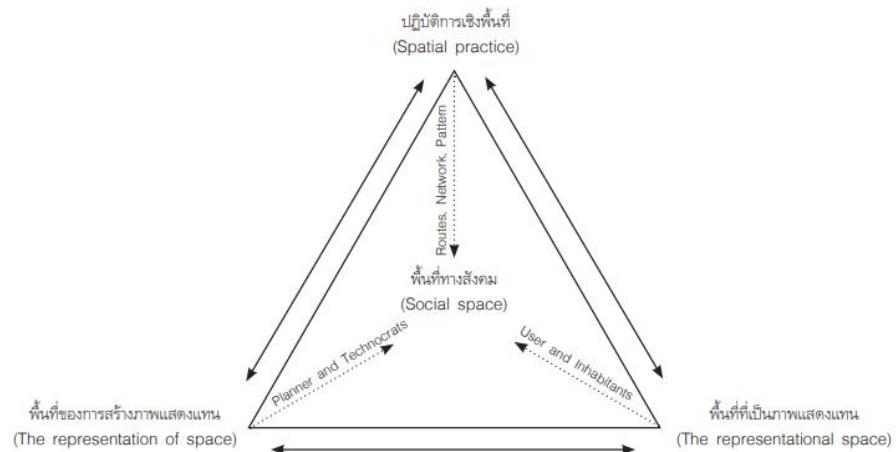 ปฏิบัติการเชิงพื้นที่
(Spatial practice)
Routes, Network, Pattern
พื้นที่ทางสังคม
(Social space)
Planner and Technocrats
User and Inhabitants
พื้นที่ของการสร้างภาพแสดงแทน
(The representation of space)
พื้นที่ที่เป็นภาพแสดงแทน
(The representational space)